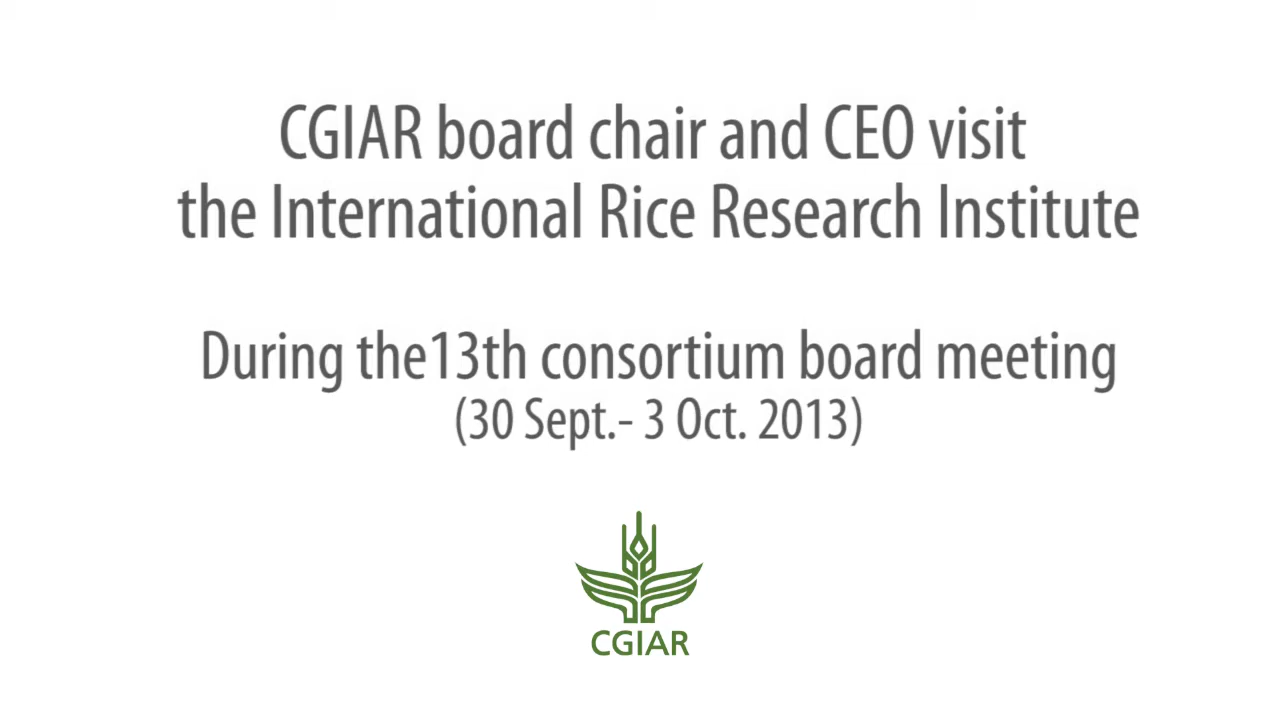 CGIAR board chair and CEO visit
the International Rice Research Institute
During the13th consortium board meeting
(30 Sept.- 3 Oct. 2013)
CGIAR